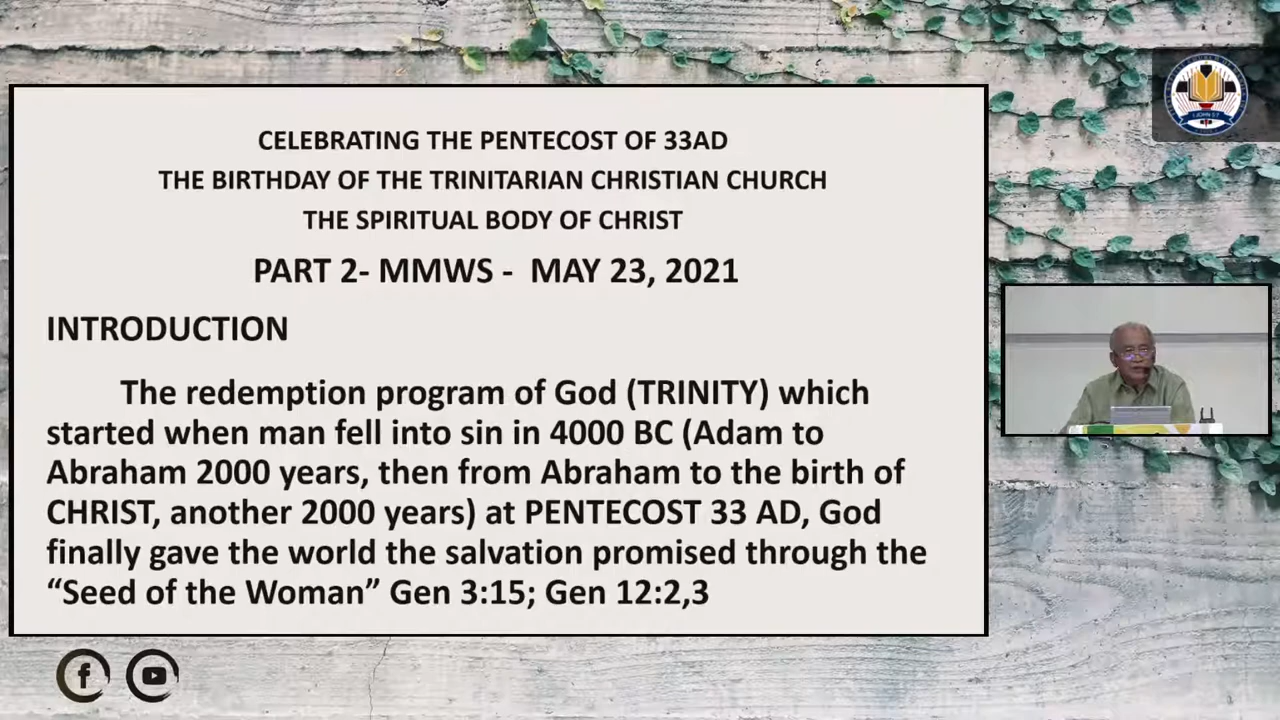 CELEBRATING THE PENTECOST OF 33AD
THE BIRTHDAY OF THE TRINITARIAN CHRISTIAN CHURCH
THE SPIRITUAL BODY OF CHRIST
PART 2- MMWS - MAY 23, 2021
INTRODUCTION
The redemption program of God (TRINITY) which
started when man fell into sin in 4000 BC (Adam to
Abraham 2000 years, then from Abraham to the birth of
CHRIST, another 2000 years) at PENTECOST 33 AD, God
finally gave the world the salvation promised through the
“Seed of the Woman” Gen 3:15; Gen 12:2,3
I JOHN 5:7